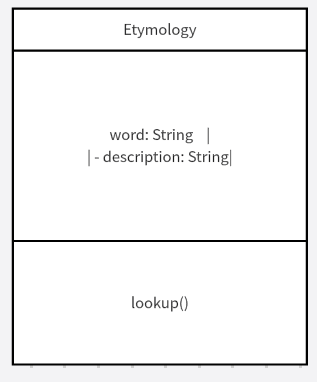 Etymology
word: String   |
| - description: String|
lookup()